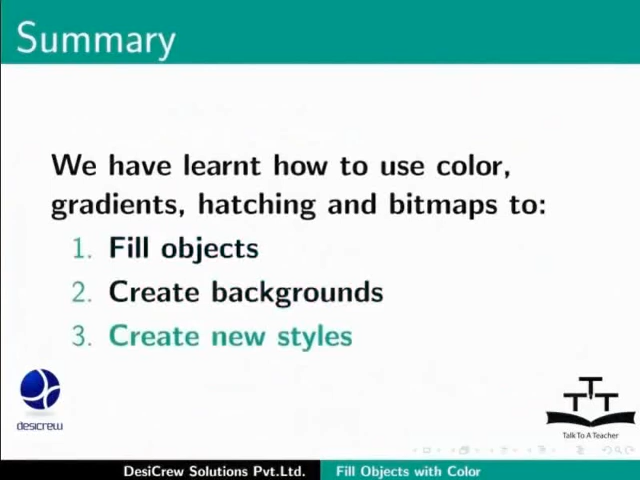 Summary
We have learnt how to use color,
gradients, hatching and bitmaps to:
1. Fill objects
2. Create backgrounds
3. Create new styles
desicrew
TTT
Talk To A Teacher
DesiCrew Solutions Pvt.Ltd. Fill Objects with Color